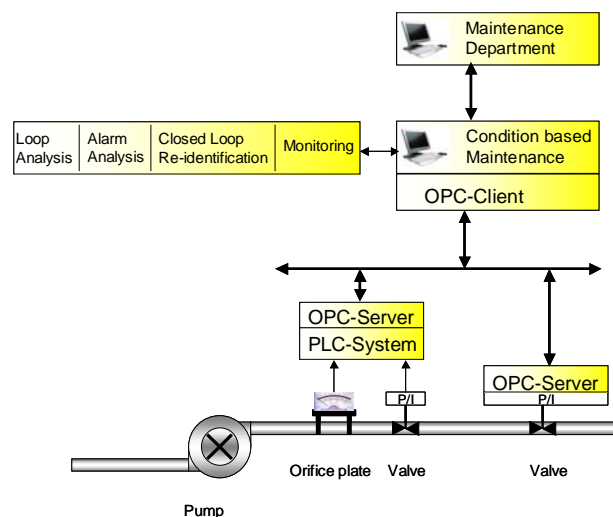 Maintenance
Department
Loop
Analysis
Alarm
Analysis
Closed Loop
Re-identification
Monitoring
Condition based
Maintenance
OPC-Client
OPC-Server
PLC-System
P/I
OPC-Server
P/I
Orifice plate
Valve
Valve
Pump